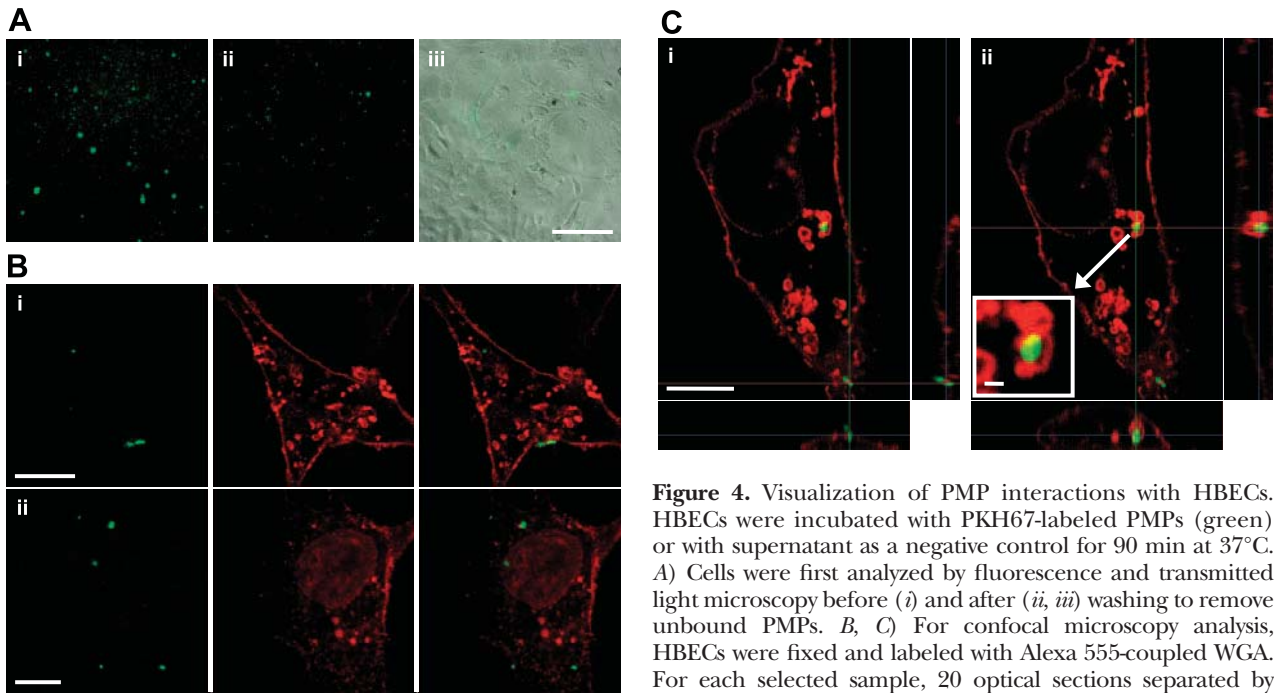 A
i
ii
iii
B
i
ii
C
i
ii
Figure 4. Visualization of PMP interactions with HBECs.
HBECs were incubated with PKH67-labeled PMPs (green)
or with supernatant as a negative control for 90 min at 37°C.
A) Cells were first analyzed by fluorescence and transmitted
light microscopy before (i) and after (ii, iii) washing to remove
unbound PMPs. B, C) For confocal microscopy analysis,
HBECs were fixed and labeled with Alexa 555-coupled WGA.
For each selected sample, 20 optical sections separated by